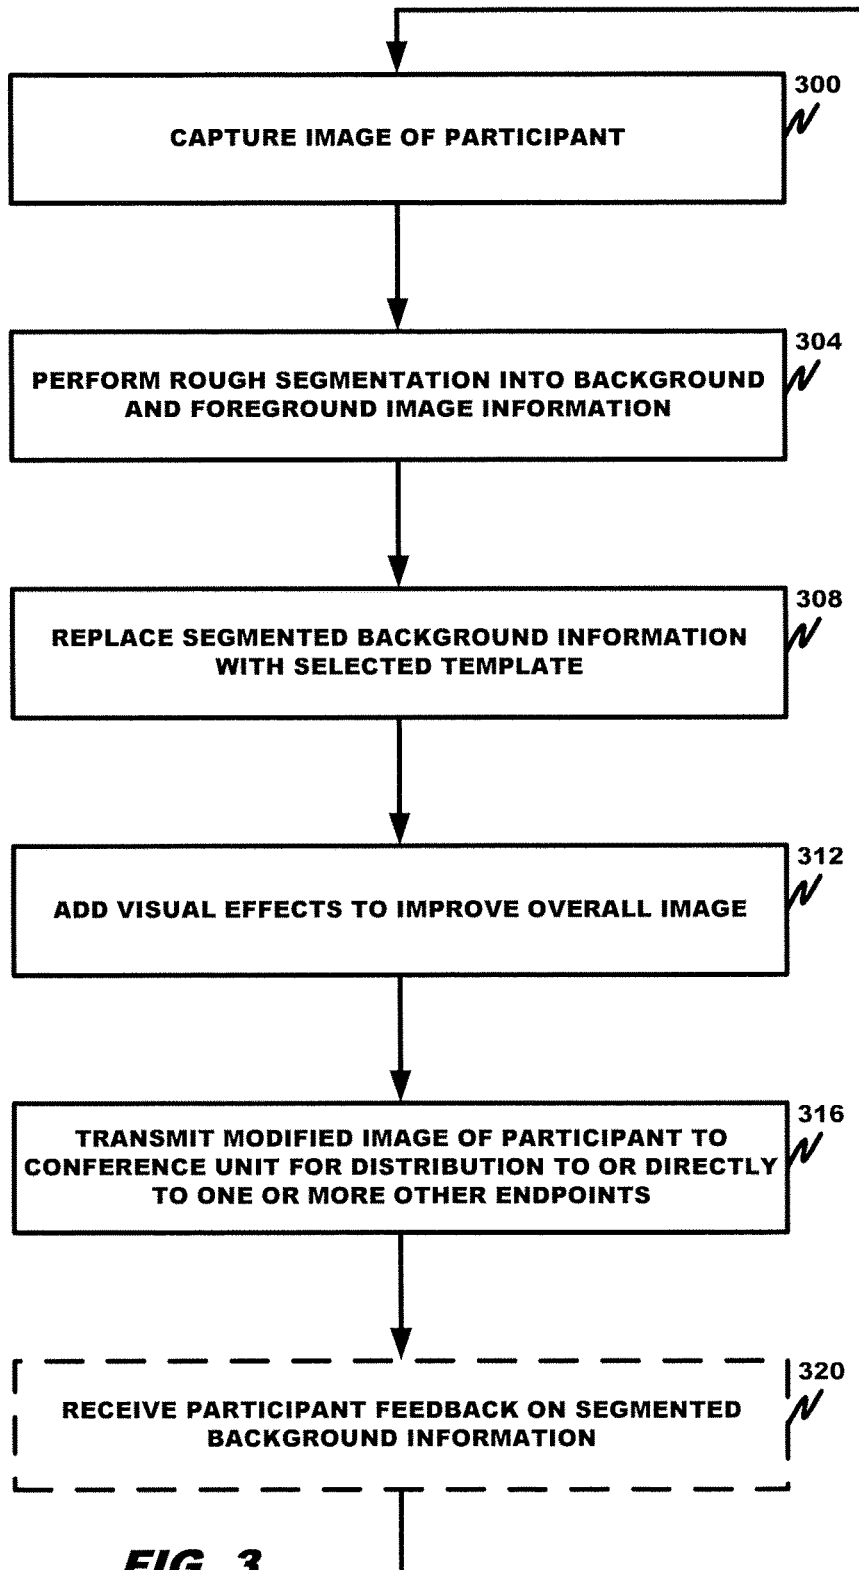 300
CAPTURE IMAGE OF PARTICIPANT
304
PERFORM ROUGH SEGMENTATION INTO BACKGROUND
AND FOREGROUND IMAGE INFORMATION
308
REPLACE SEGMENTED BACKGROUND INFORMATION
WITH SELECTED TEMPLATE
312
ADD VISUAL EFFECTS TO IMPROVE OVERALL IMAGE
316
TRANSMIT MODIFIED IMAGE OF PARTICIPANT TO
CONFERENCE UNIT FOR DISTRIBUTION TO OR DIRECTLY
TO ONE OR MORE OTHER ENDPOINTS
320
RECEIVE PARTICIPANT FEEDBACK ON SEGMENTED
BACKGROUND INFORMATION
FIG. 3